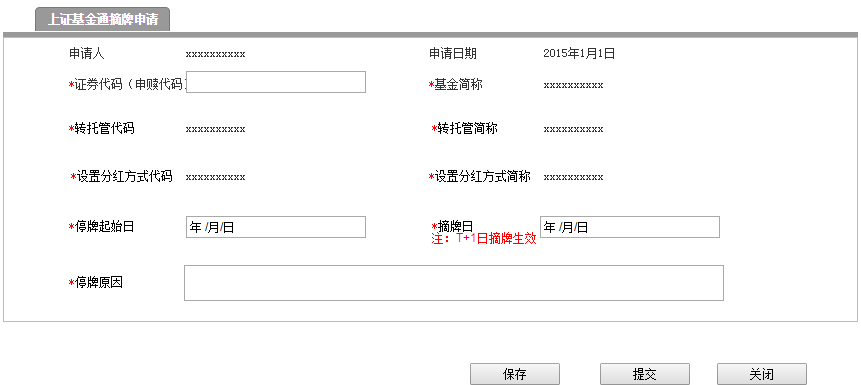 上证基金通摘牌申请
申请人 xxxxxxxxxx 申请日期 2015年1月1日
*证券代码（申赎代码） *基金简称 xxxxxxxxxx
*转托管代码 xxxxxxxxxx *转托管简称 xxxxxxxxxx
*设置分红方式代码 xxxxxxxxxx *设置分红方式简称 xxxxxxxxxx
*停牌起始日 年 /月/日 *摘牌日 年 /月/日
注：T+1日摘牌生效
*停牌原因
保存 提交 关闭